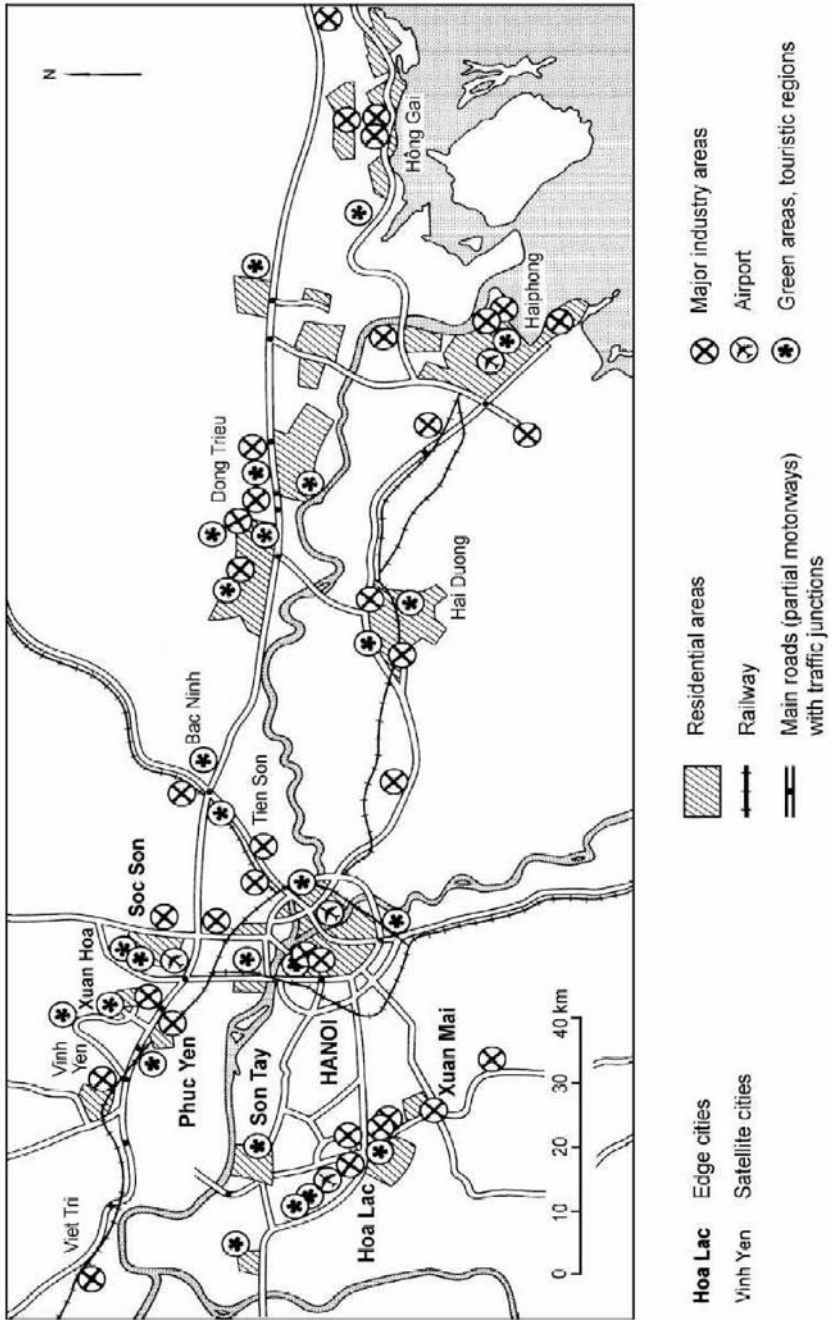 N
Viet Tri
Vinh
Yen
Xuan Hoa
Soc Son
Bac Ninh
Dong Trieu
Hông Gai
Phuc Yen
Tien Son
Son Tay
HANOI
Hai Duong
Haiphong
Hoa Lac
Xuan Mai
0 10 20 30 40 km
Hoa Lac Edge cities
Vinh Yen Satellite cities
Residential areas
Railway
Main roads (partial motorways)
with traffic junctions
Major industry areas
Airport
Green areas, touristic regions